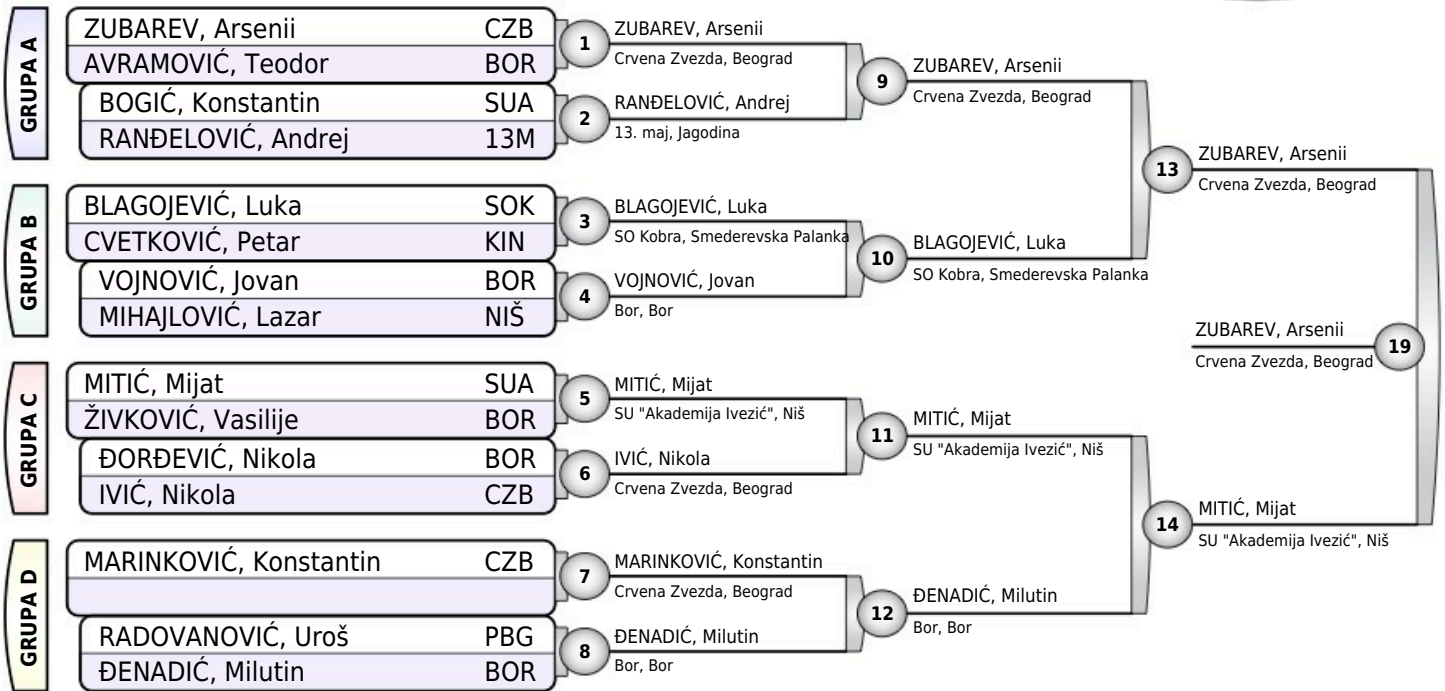 GRUPA A
ZUBAREV, Arsenii CZB
AVRAMOVIĆ, Teodor BOR
BOGIĆ, Konstantin SUA
RANĐELOVIĆ, Andrej 13M
1
ZUBAREV, Arsenii
Crvena Zvezda, Beograd
2
RANĐELOVIĆ, Andrej
13. maj, Jagodina
9
ZUBAREV, Arsenii
Crvena Zvezda, Beograd
GRUPA B
BLAGOJEVIĆ, Luka SOK
CVETKOVIĆ, Petar KIN
VOJNOVIĆ, Jovan BOR
MIHAJLOVIĆ, Lazar NIŠ
3
BLAGOJEVIĆ, Luka
SO Kobra, Smederevska Palanka
4
VOJNOVIĆ, Jovan
Bor, Bor
10
BLAGOJEVIĆ, Luka
SO Kobra, Smederevska Palanka
13
ZUBAREV, Arsenii
Crvena Zvezda, Beograd
GRUPA C
MITIĆ, Mijat SUA
ŽIVKOVIĆ, Vasilije BOR
ĐORĐEVIĆ, Nikola BOR
IVIĆ, Nikola CZB
5
MITIĆ, Mijat
SU "Akademija Ivezić", Niš
6
IVIĆ, Nikola
Crvena Zvezda, Beograd
11
MITIĆ, Mijat
SU "Akademija Ivezić", Niš
GRUPA D
MARINKOVIĆ, Konstantin CZB
RADOVANOVIĆ, Uroš PBG
ĐENADIĆ, Milutin BOR
7
MARINKOVIĆ, Konstantin
Crvena Zvezda, Beograd
8
ĐENADIĆ, Milutin
Bor, Bor
12
ĐENADIĆ, Milutin
Bor, Bor
14
MITIĆ, Mijat
SU "Akademija Ivezić", Niš
ZUBAREV, Arsenii
Crvena Zvezda, Beograd
19